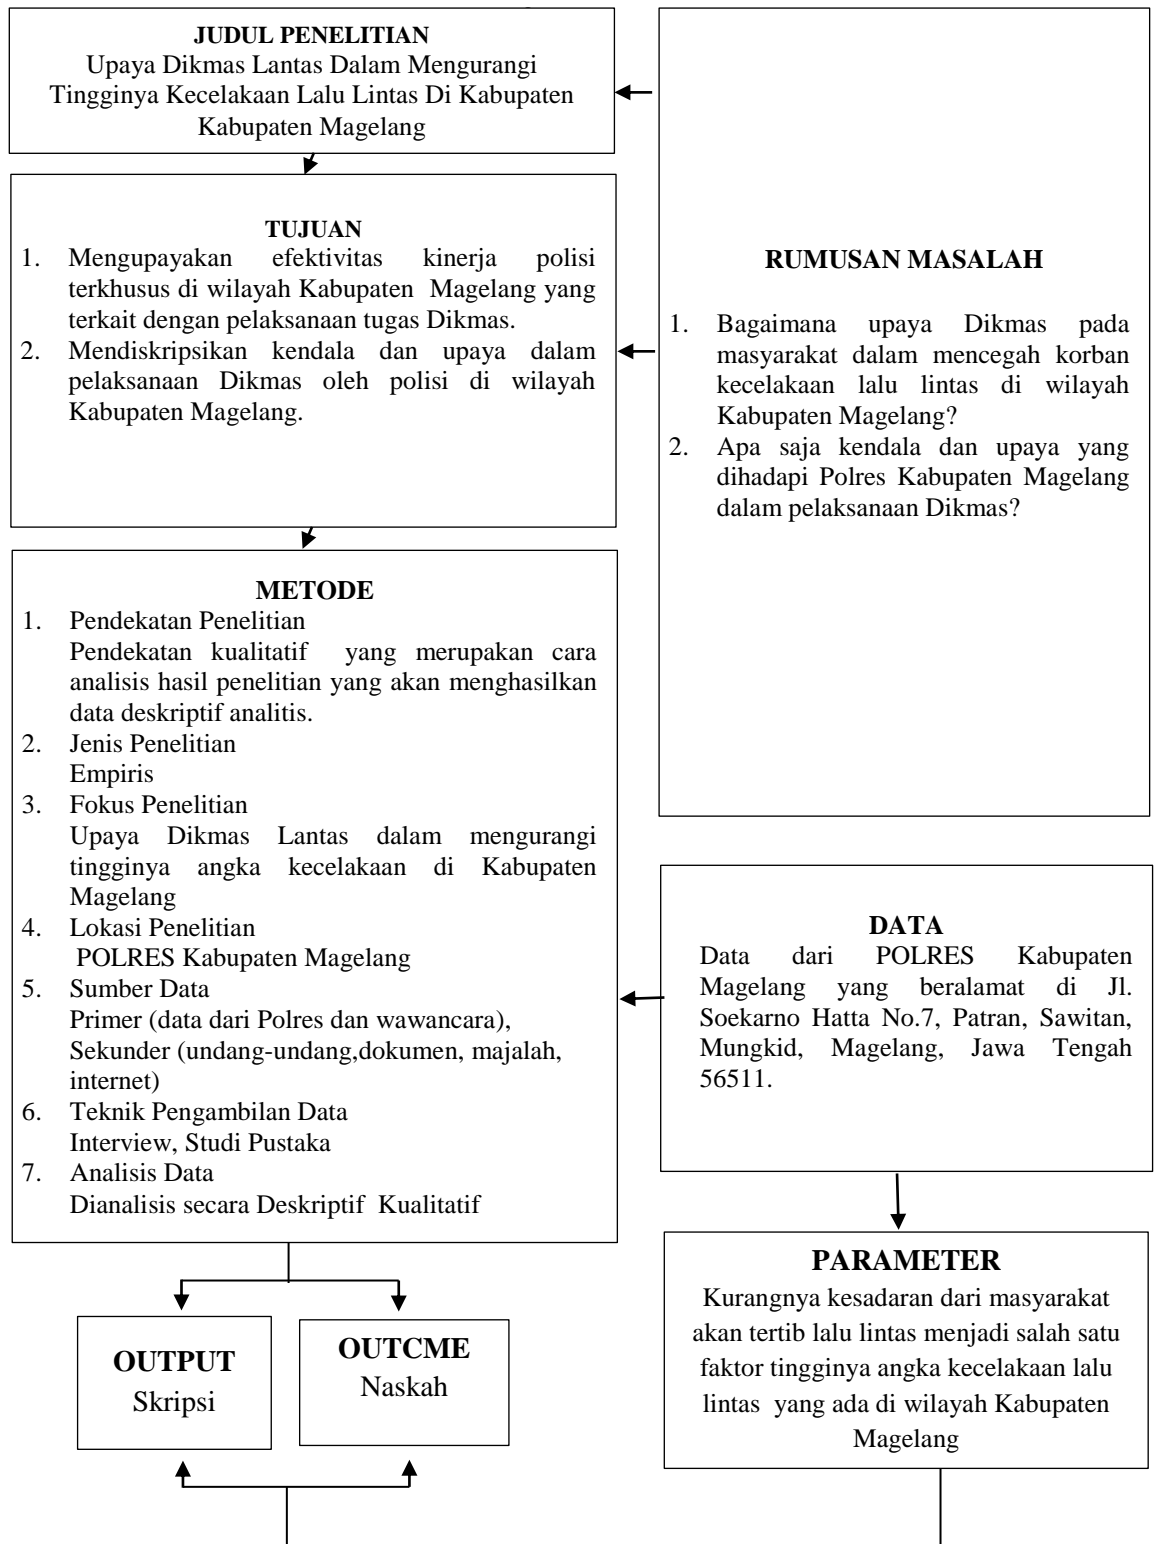 JUDUL PENELITIAN
Upaya Dikmas Lantas Dalam Mengurangi
Tingginya Kecelakaan Lalu Lintas Di Kabupaten
Kabupaten Magelang
TUJUAN
1. Mengupayakan efektivitas kinerja polisi
terkhusus di wilayah Kabupaten Magelang yang
terkait dengan pelaksanaan tugas Dikmas.
2. Mendiskripsikan kendala dan upaya dalam
pelaksanaan Dikmas oleh polisi di wilayah
Kabupaten Magelang.
RUMUSAN MASALAH
1. Bagaimana upaya Dikmas pada
masyarakat dalam mencegah korban
kecelakaan lalu lintas di wilayah
Kabupaten Magelang?
2. Apa saja kendala dan upaya yang
dihadapi Polres Kabupaten Magelang
dalam pelaksanaan Dikmas?
METODE
1. Pendekatan Penelitian
Pendekatan kualitatif yang merupakan cara
analisis hasil penelitian yang akan menghasilkan
data deskriptif analitis.
2. Jenis Penelitian
Empiris
3. Fokus Penelitian
Upaya Dikmas Lantas dalam mengurangi
tingginya angka kecelakaan di Kabupaten
Magelang
4. Lokasi Penelitian
POLRES Kabupaten Magelang
5. Sumber Data
Primer (data dari Polres dan wawancara),
Sekunder (undang-undang,dokumen, majalah,
internet)
6. Teknik Pengambilan Data
Interview, Studi Pustaka
7. Analisis Data
Dianalisis secara Deskriptif Kualitatif
DATA
Data dari POLRES Kabupaten
Magelang yang beralamat di Jl.
Soekarno Hatta No.7, Patran, Sawitan,
Mungkid, Magelang, Jawa Tengah
56511.
PARAMETER
Kurangnya kesadaran dari masyarakat
akan tertib lalu lintas menjadi salah satu
faktor tingginya angka kecelakaan lalu
lintas yang ada di wilayah Kabupaten
Magelang
OUTPUT
Skripsi
OUTCME
Naskah